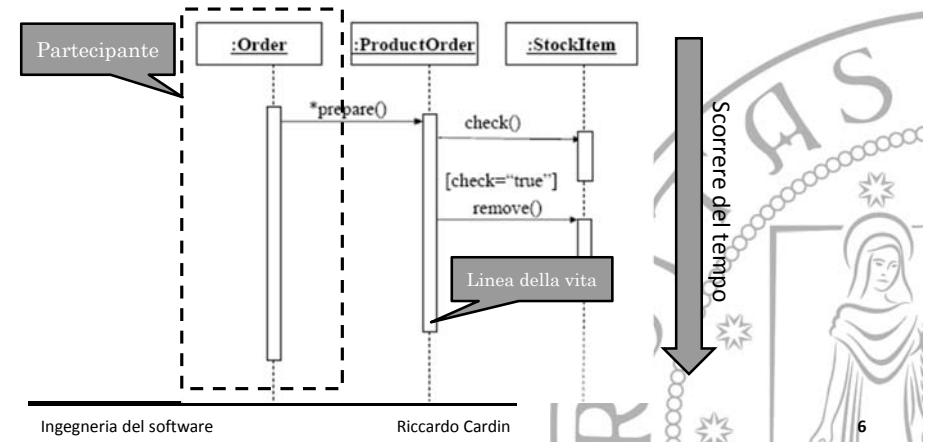 Partecipante
:Order
:ProductOrder
:StockItem
*prepare()
check()
[check=“true”]
remove()
Linea della vita
Scorrere del tempo
AS
R
Ingegneria del software
Riccardo Cardin
6